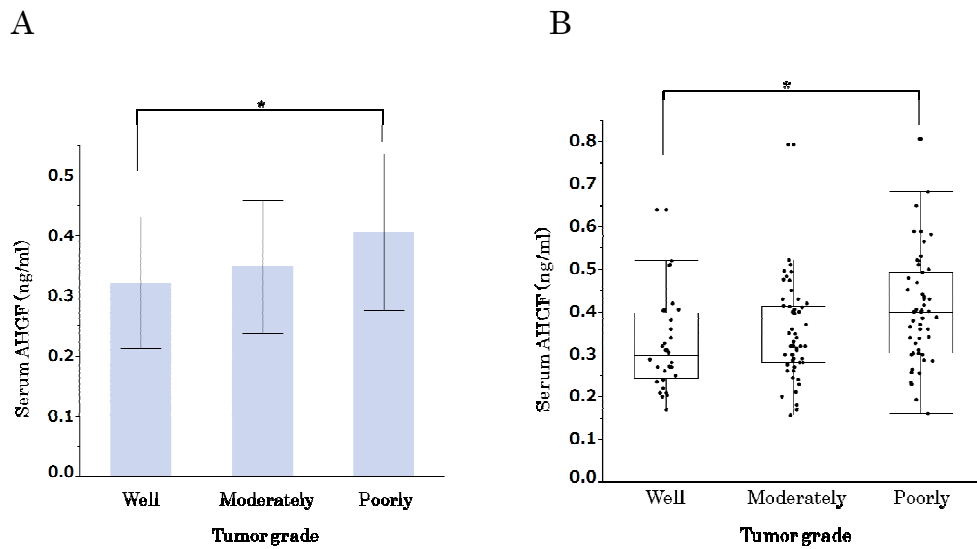 A
B
*
*
Serum AHGF (ng/ml)
0.5
0.4
0.3
0.2
0.1
0.0
Well Moderately Poorly
Tumor grade
Serum AHGF (ng/ml)
0.8
0.7
0.6
0.5
0.4
0.3
0.2
0.1
0.0
Well Moderately Poorly
Tumor grade